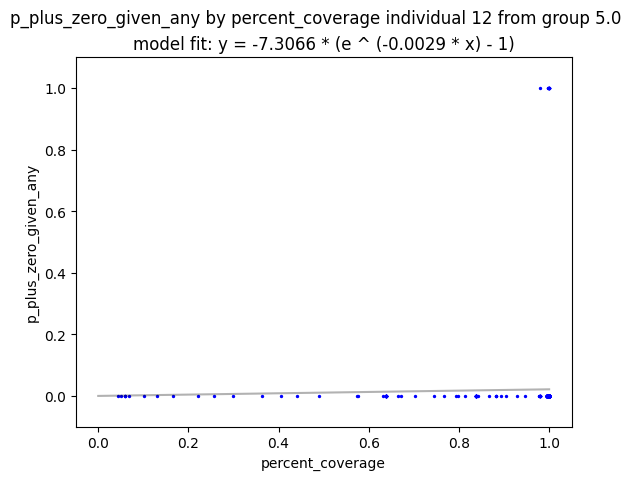 p_plus_zero_given_any by percent_coverage individual 12 from group 5.0
model fit: y = -7.3066 * (e ^ (-0.0029 * x) - 1)
1.0
0.8
0.6
0.4
0.2
0.0
p_plus_zero_given_any
0.0 0.2 0.4 0.6 0.8 1.0
percent_coverage